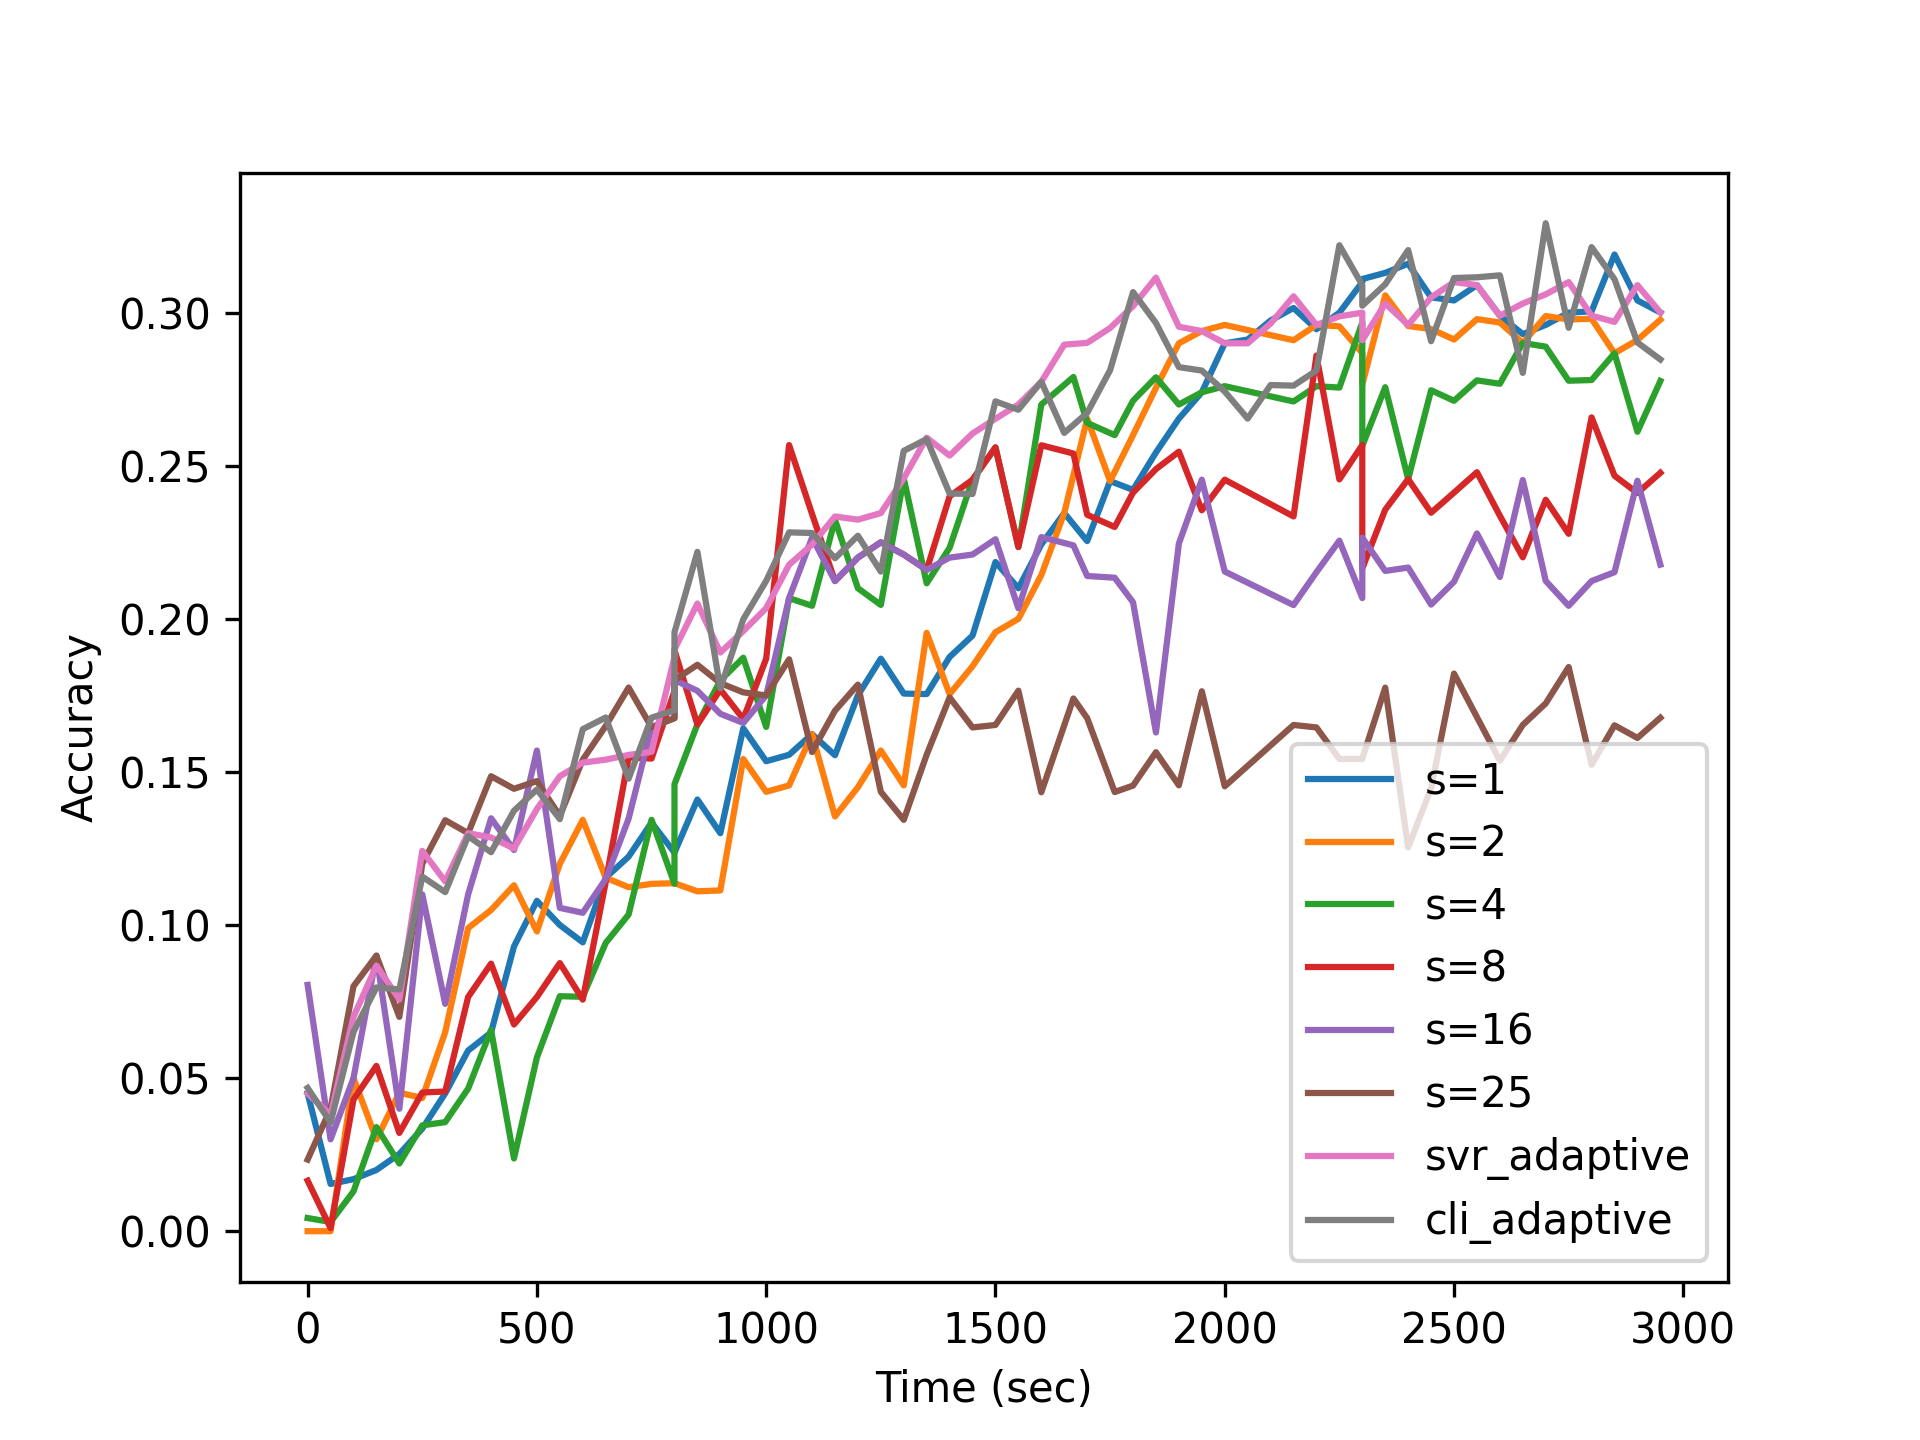 0.30
0.25
0.20
0.15
0.10
0.05
0.00
Accuracy
0 500 1000 1500 2000 2500 3000
Time (sec)
s=1
s=2
s=4
s=8
s=16
s=25
svr_adaptive
cli_adaptive